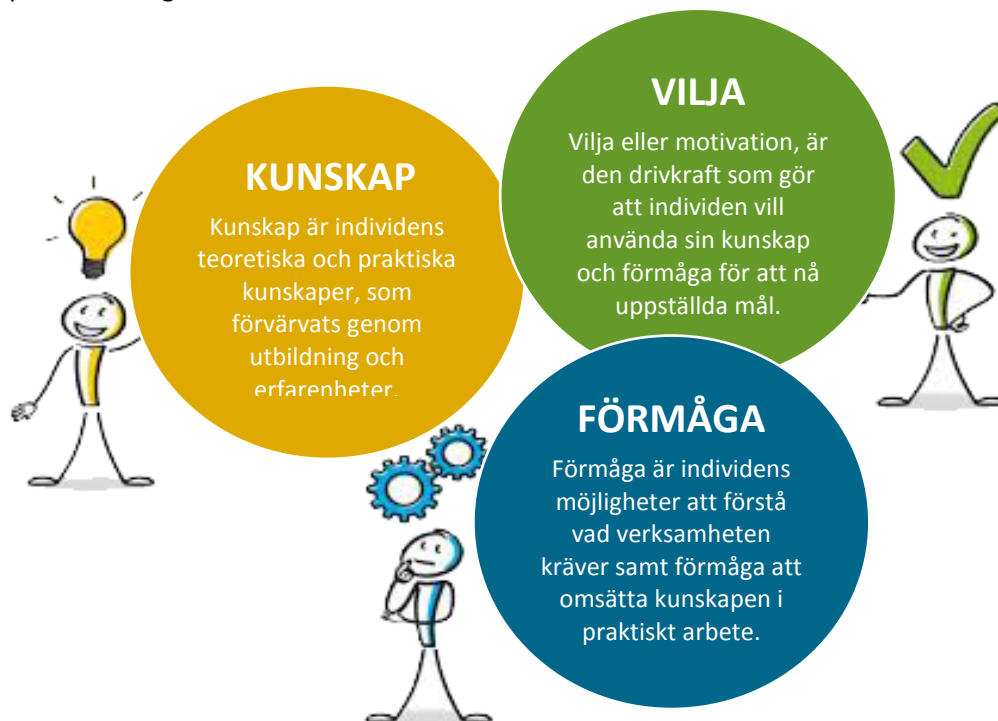 KUNSKAP
Kunskap är individens
teoretiska och praktiska
kunskaper, som
förvärvats genom
utbildning och
erfarenheter.
VILJA
Vilja eller motivation, är
den drivkraft som gör
att individen vill
använda sin kunskap
och förmåga för att nå
uppställda mål.
FÖRMÅGA
Förmåga är individens
möjligheter att förstå
vad verksamheten
kräver samt förmåga att
omsätta kunskapen i
praktiskt arbete.